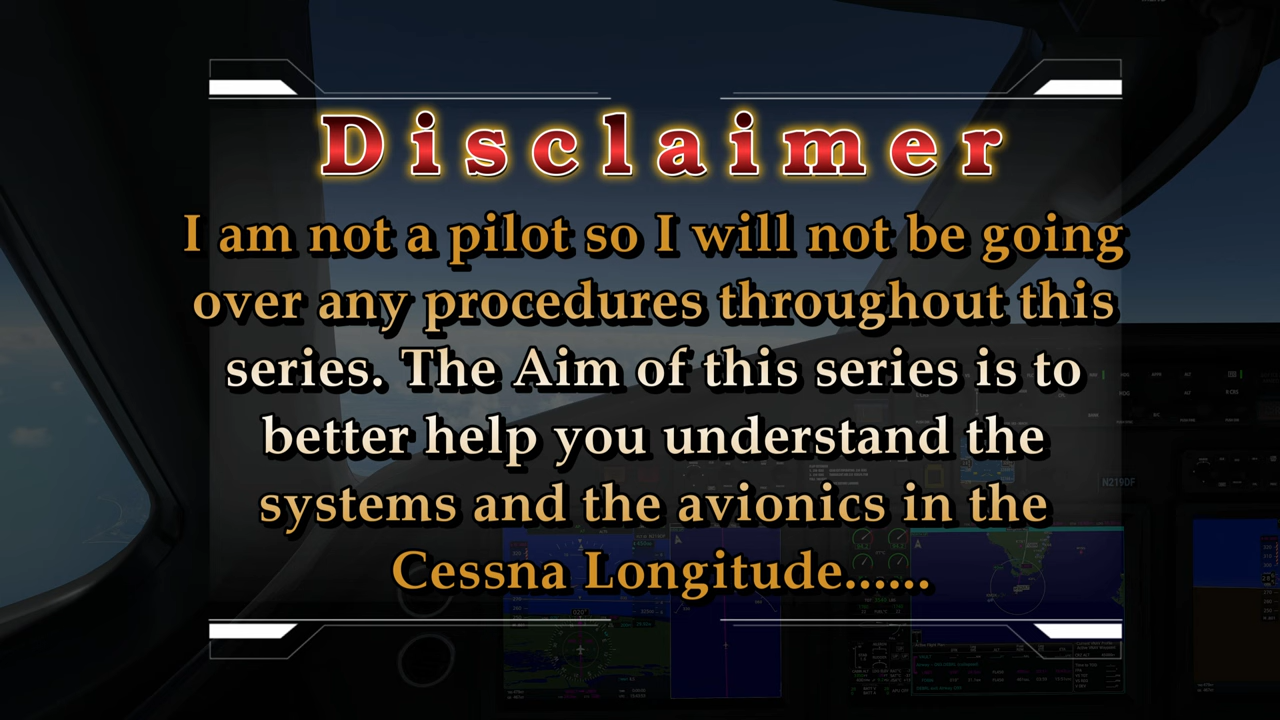 Disclaimer
I am not a pilot so I will not be going
over any procedures throughout this
series. The Aim of this series is to
better help you understand the
systems and the avionics in the
Cessna Longitude......
N219DF